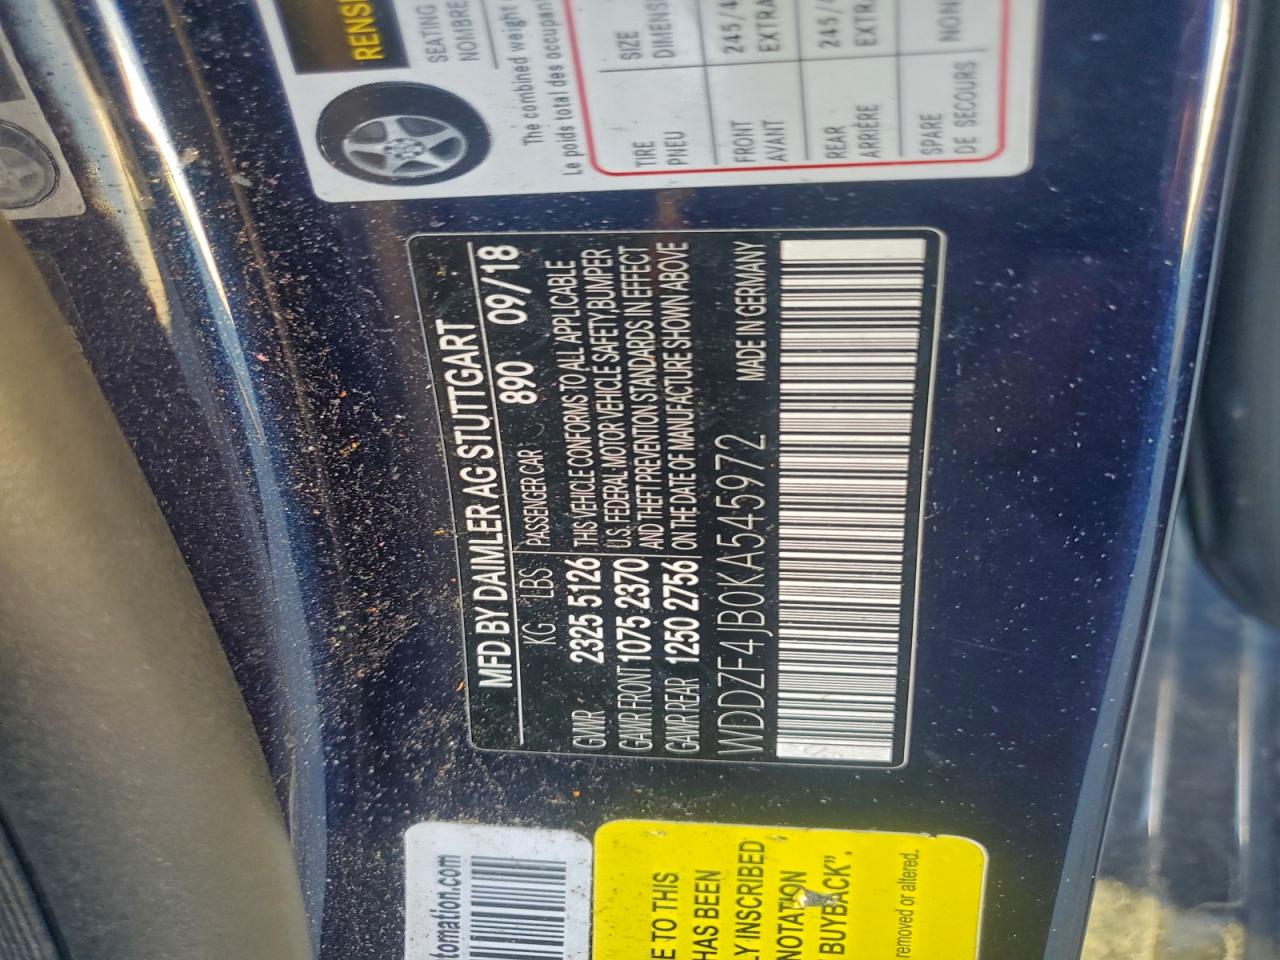 MFD BY DAIMLER AG STUTTGART
KG LBS PASSENGER CAR 890 09/18
GVWR 2325 5126 THIS VEHICLE CONFORMS TO ALL APPLICABLE
GAWR FRONT 1075 2370 U.S. FEDERAL MOTOR VEHICLE SAFETY, BUMPER
GAWR REAR 1250 2756 AND THEFT PREVENTION STANDARDS IN EFFECT
ON THE DATE OF MANUFACTURE SHOWN ABOVE
WDDZF4JB0KA545972 MADE IN GERMANY
SEATING
NOMBRE
The combined weight
Le poids total des
TIRE SIZE
PNEU
FRONT 245/4
AVANT EXTRA
REAR 245/4
ARRIÈRE EXTRA
SPARE
DE SECOURS
tomation.com
E TO THIS
HAS BEEN
LY INSCRIBED
NOTATION
BUYBACK".
removed or altered.